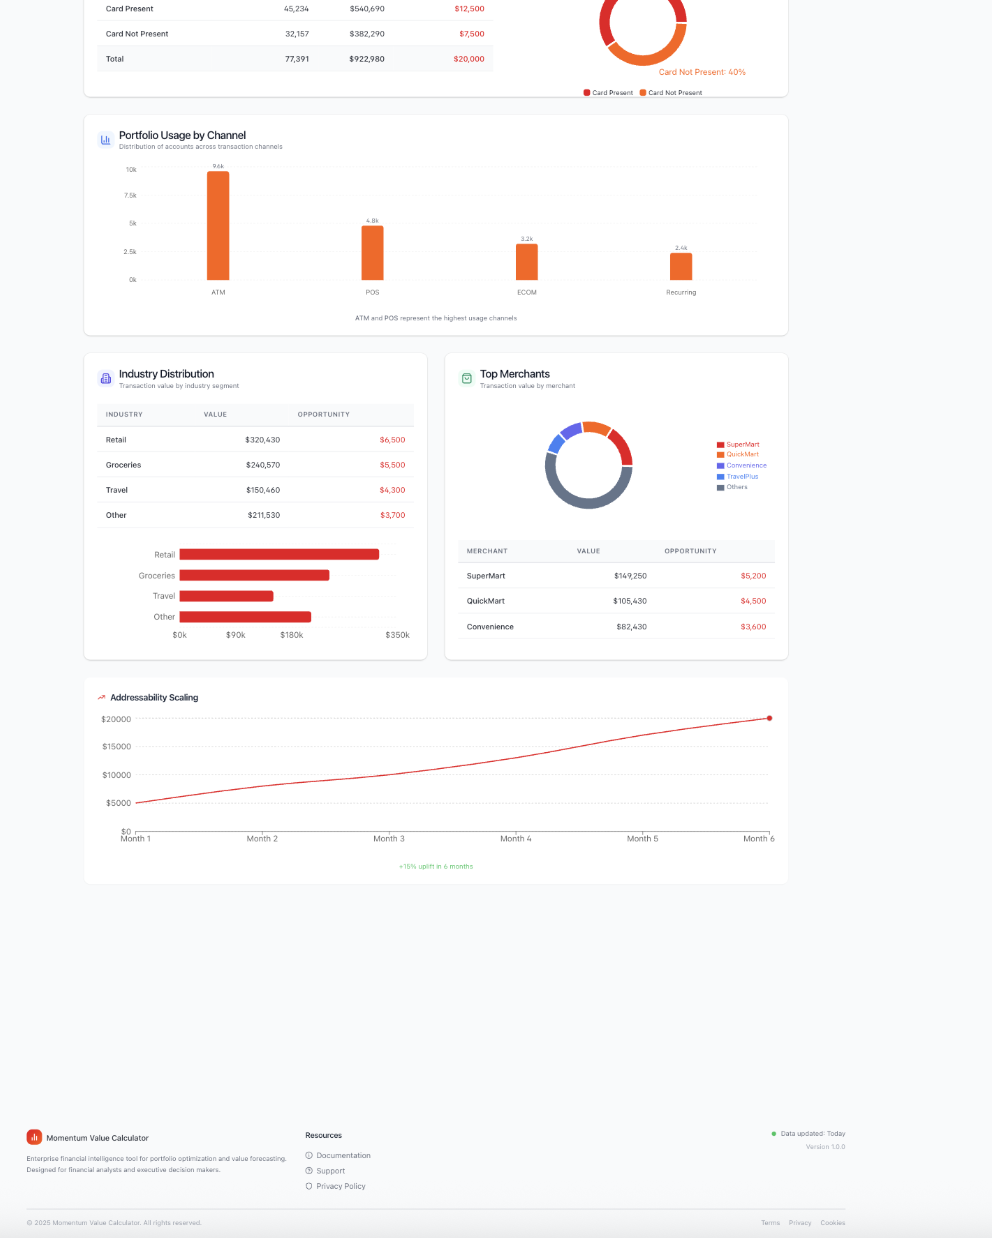 Card Present 45,234 $540,690 $12,500
Card Not Present 32,157 $382,290 $7,500
Total 77,391 $922,980 $20,000
Card Not Present: 40%
Card Present Card Not Present
Portfolio Usage by Channel
Distribution of accounts across transaction channels
10k
7.5k
5k
2.5k
0k
9.6k
4.8k
3.2k
2.4k
ATM POS ECOM Recurring
ATM and POS represent the highest usage channels
Industry Distribution
Transaction value by industry segment
INDUSTRY VALUE OPPORTUNITY
Retail $320,430 $6,500
Groceries $240,570 $5,500
Travel $150,460 $4,300
Other $211,530 $3,700
Retail
Groceries
Travel
Other
$0k $90k $180k $350k
Top Merchants
Transaction value by merchant
SuperMart
QuickMart
Convenience
TravelPlus
Others
MERCHANT VALUE OPPORTUNITY
SuperMart $149,250 $5,200
QuickMart $105,430 $4,500
Convenience $82,430 $3,600
Addressability Scaling
$20000
$15000
$10000
$5000
$0
Month 1 Month 2 Month 3 Month 4 Month 5 Month 6
+15% uplift in 6 months
Momentum Value Calculator
Enterprise financial intelligence tool for portfolio optimization and value forecasting.
Designed for financial analysts and executive decision makers.
Resources
Documentation
Support
Privacy Policy
Data updated: Today
Version 1.0.0
© 2025 Momentum Value Calculator. All rights reserved.
Terms Privacy Cookies